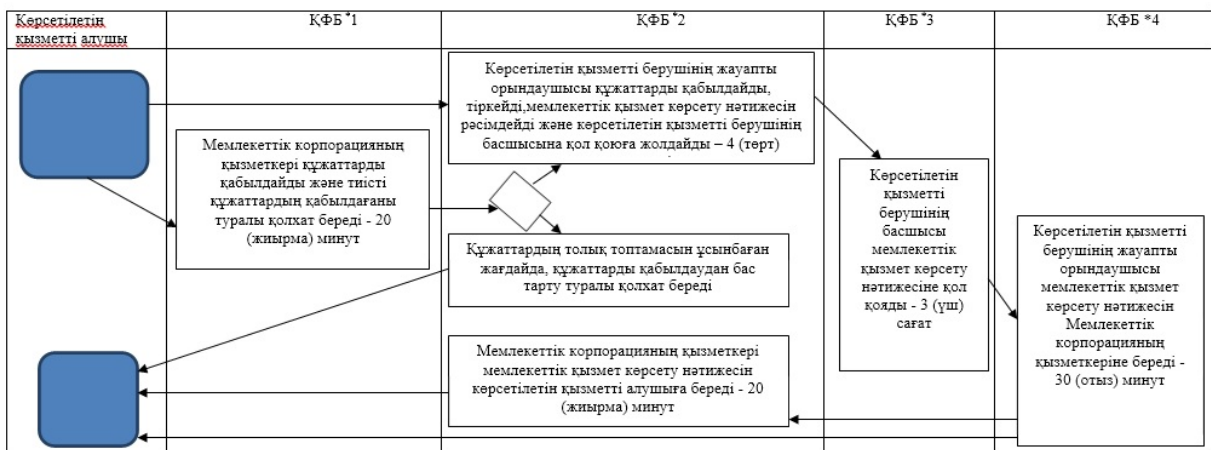 Көрсетілетін
қызметті алушы
ҚФБ *1
ҚФБ *2
ҚФБ *3
ҚФБ *4
Көрсетілетін қызметті берушінің жауапты
орындаушысы құжаттарды қабылдайды,
тіркейді,мемлекеттік қызмет көрсету нәтижесін
рәсімдейді және көрсетілетін қызметті берушінің
басшысына қол қоюға жолдайды – 4 (төрт)
Мемлекеттік корпорацияның
қызметкері құжаттарды
қабылдайды және тиісті
құжаттардың қабылдағаны
туралы қолхат береді - 20
(жиырма) минут
Құжаттардың толық топтамасын ұсынбаған
жағдайда, құжаттарды қабылдаудан бас
тарту туралы қолхат береді
Мемлекеттік корпорацияның қызметкері
мемлекеттік қызмет көрсету нәтижесін
көрсетілетін қызметті алушыға береді - 20
(жиырма) минут
Көрсетілетін
қызметті
берушінің
басшысы
мемлекеттік
қызмет көрсету
нәтижесіне қол
қояды - 3 (үш)
сағат
Көрсетілетін қызметті
берушінің жауапты
орындаушысы
мемлекеттік қызмет
көрсету нәтижесін
Мемлекеттік
корпорацияның
қызметкеріне береді -
30 (отыз) минут